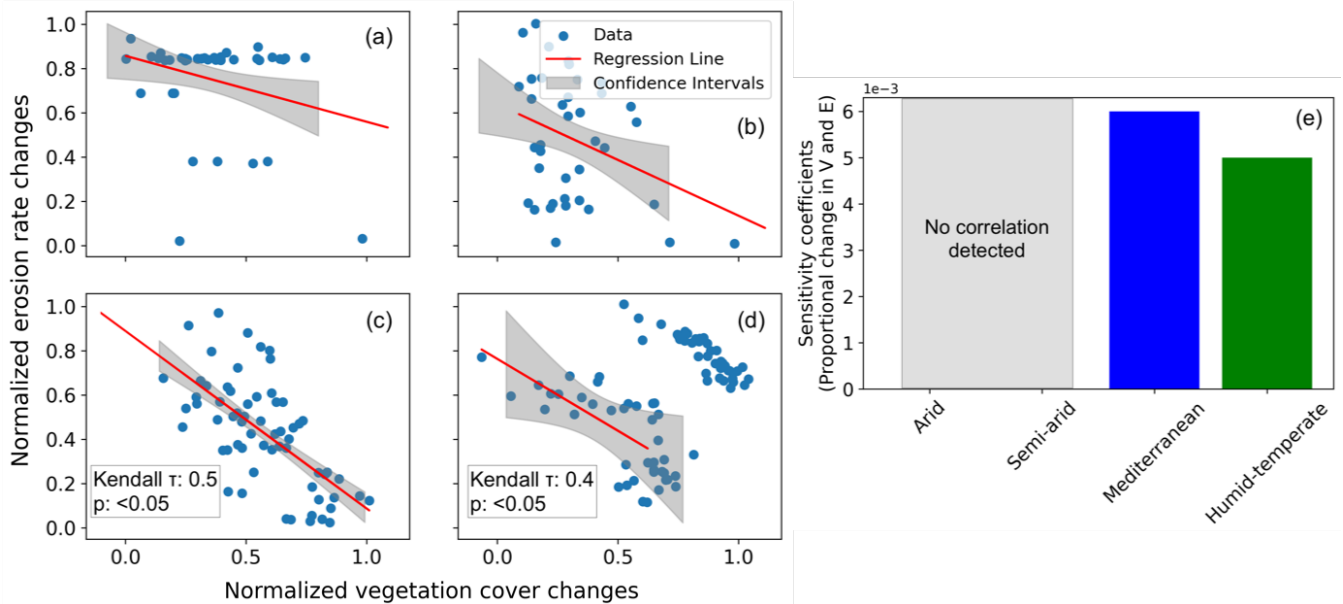 Normalized erosion rate changes
1.0
0.8
0.6
0.4
0.2
0.0
(a)
Data
Regression Line
Confidence Intervals
(b)
1.0
0.8
0.6
0.4
0.2
0.0
(c)
Kendall τ: 0.5
p: <0.05
(d)
Kendall τ: 0.4
p: <0.05
0.0
0.5
1.0
0.0
0.5
1.0
Normalized vegetation cover changes
1e−3
(e)
Sensitivity coefficients
(Proportional change in V and E)
6
5
4
3
2
1
0
No correlation
detected
Arid
Semi-arid
Mediterranean
Humid-temperate